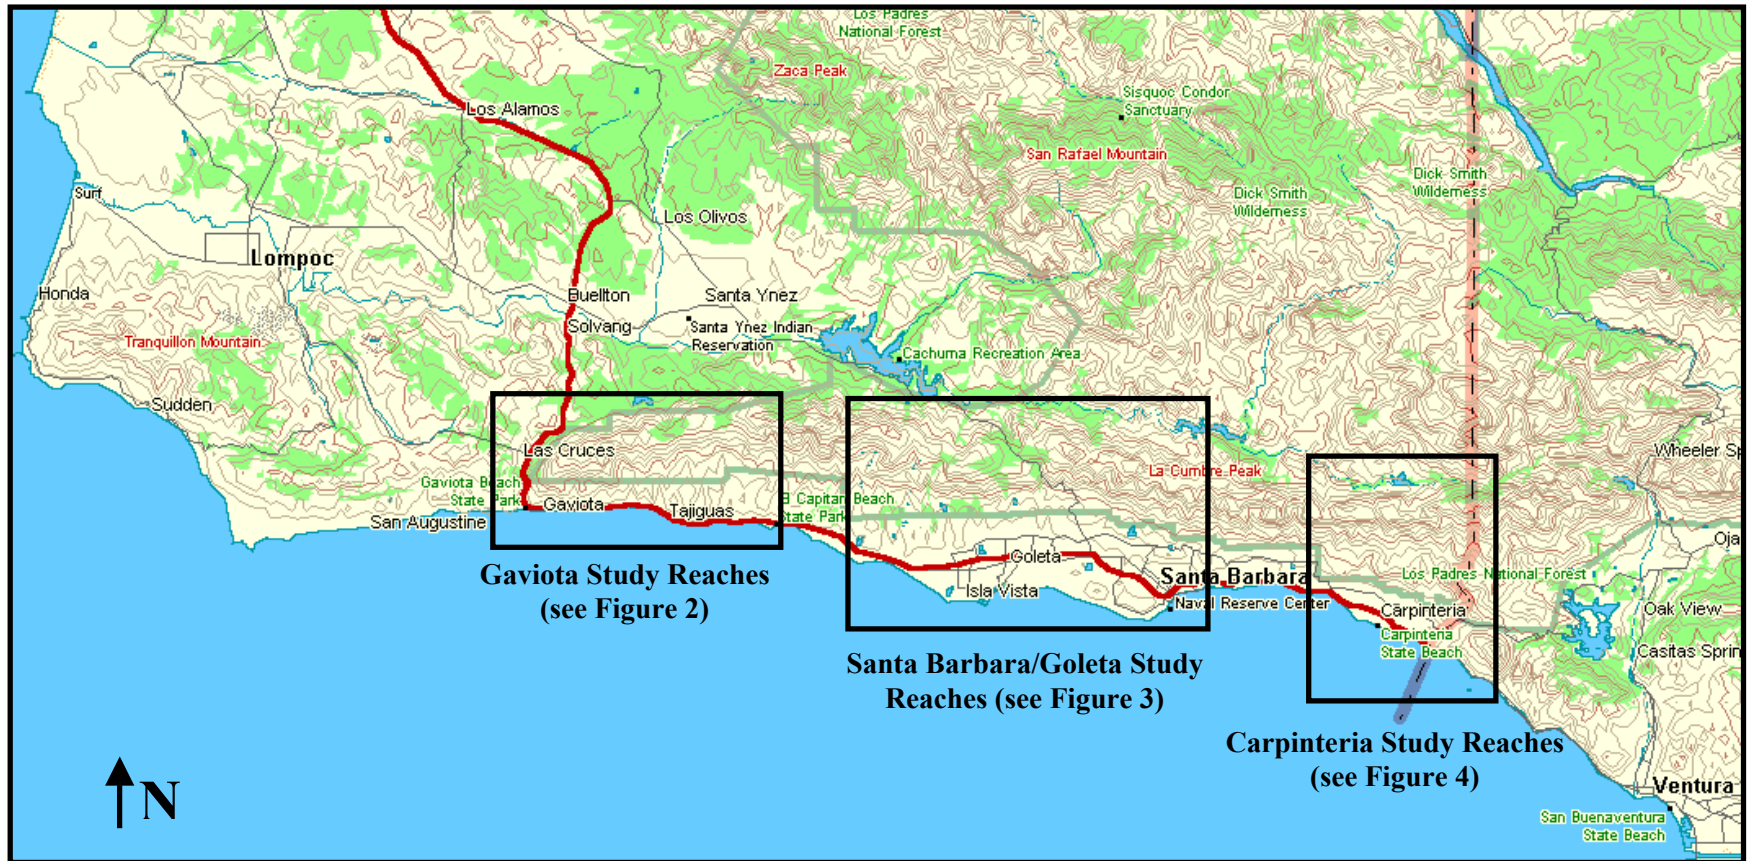 Los Padres
National Forest
Zaca Peak
Sisquoc Condor
Sanctuary
Los Alamos
San Rafael Mountain
Dick Smith
Wilderness
Dick Smith
Wilderness
Surf
Los Olivos
Lompoc
Honda
Buellton
Santa Ynez
Solvang
Santa Ynez Indian
Reservation
Tranquillon Mountain
Cachuma Recreation Area
Sudden
Las Cruces
Wheeler Sp
La Cumbre Peak
Gaviota Beach
State Park
Gaviota
Tajiguas
El Capitan Beach
State Park
San Augustine
Goleta
Oja
Isla Vista
Santa Barbara
Naval Reserve Center
Los Padres National Forest
Carpinteria
Oak View
Carpinteria
State Beach
Casitas Sprin
Gaviota Study Reaches
(see Figure 2)
Santa Barbara/Goleta Study
Reaches (see Figure 3)
Carpinteria Study Reaches
(see Figure 4)
N
Ventura
San Buenaventura
State Beach